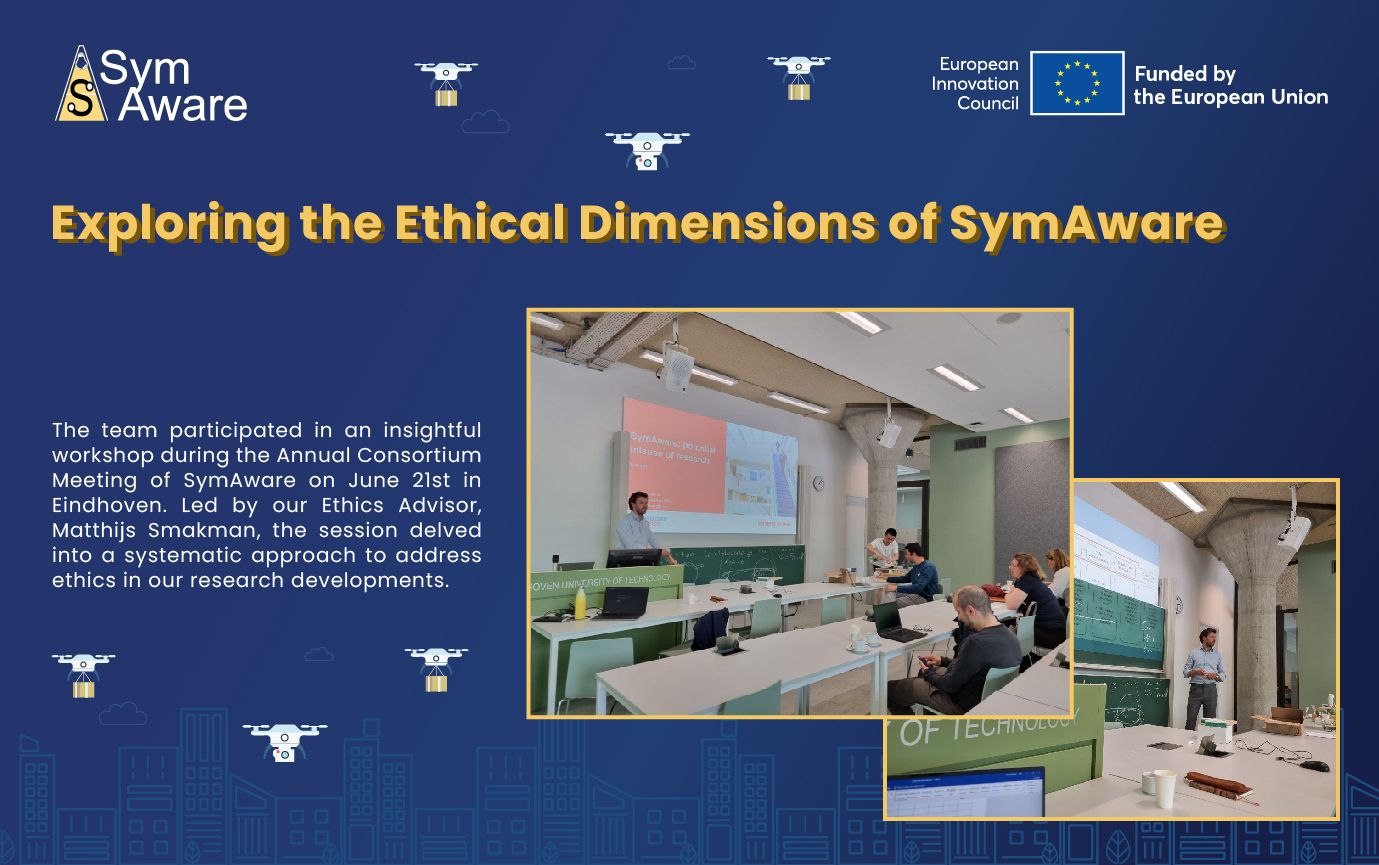 Sym
Aware
S
European
Innovation
Council
Funded by
the European Union
Exploring the Ethical Dimensions of SymAware
The team participated in an insightful
workshop during the Annual Consortium
Meeting of SymAware on June 21st in
Eindhoven. Led by our Ethics Advisor,
Matthijs Smakman, the session delved
into a systematic approach to address
ethics in our research developments.
SymAware: potential
misuse of research
HOVEN UNIVERSITY OF TECHNOLOGY
OF TECHNOLOGY